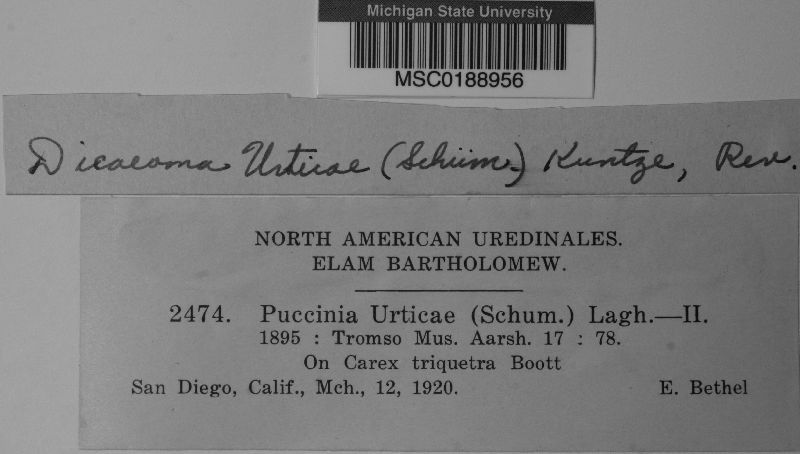 Michigan State University
MSC0188956
Dicaeoma Urticae (Schüm.) Kuntze, Rev.
NORTH AMERICAN UREDINALES.
ELAM BARTHOLOMEW.
2474. Puccinia Urticae (Schum.) Lagh.—II.
1895 : Tromso Mus. Aarsh. 17 : 78.
On Carex triquetra Boott
San Diego, Calif., Mch., 12, 1920. E. Bethel